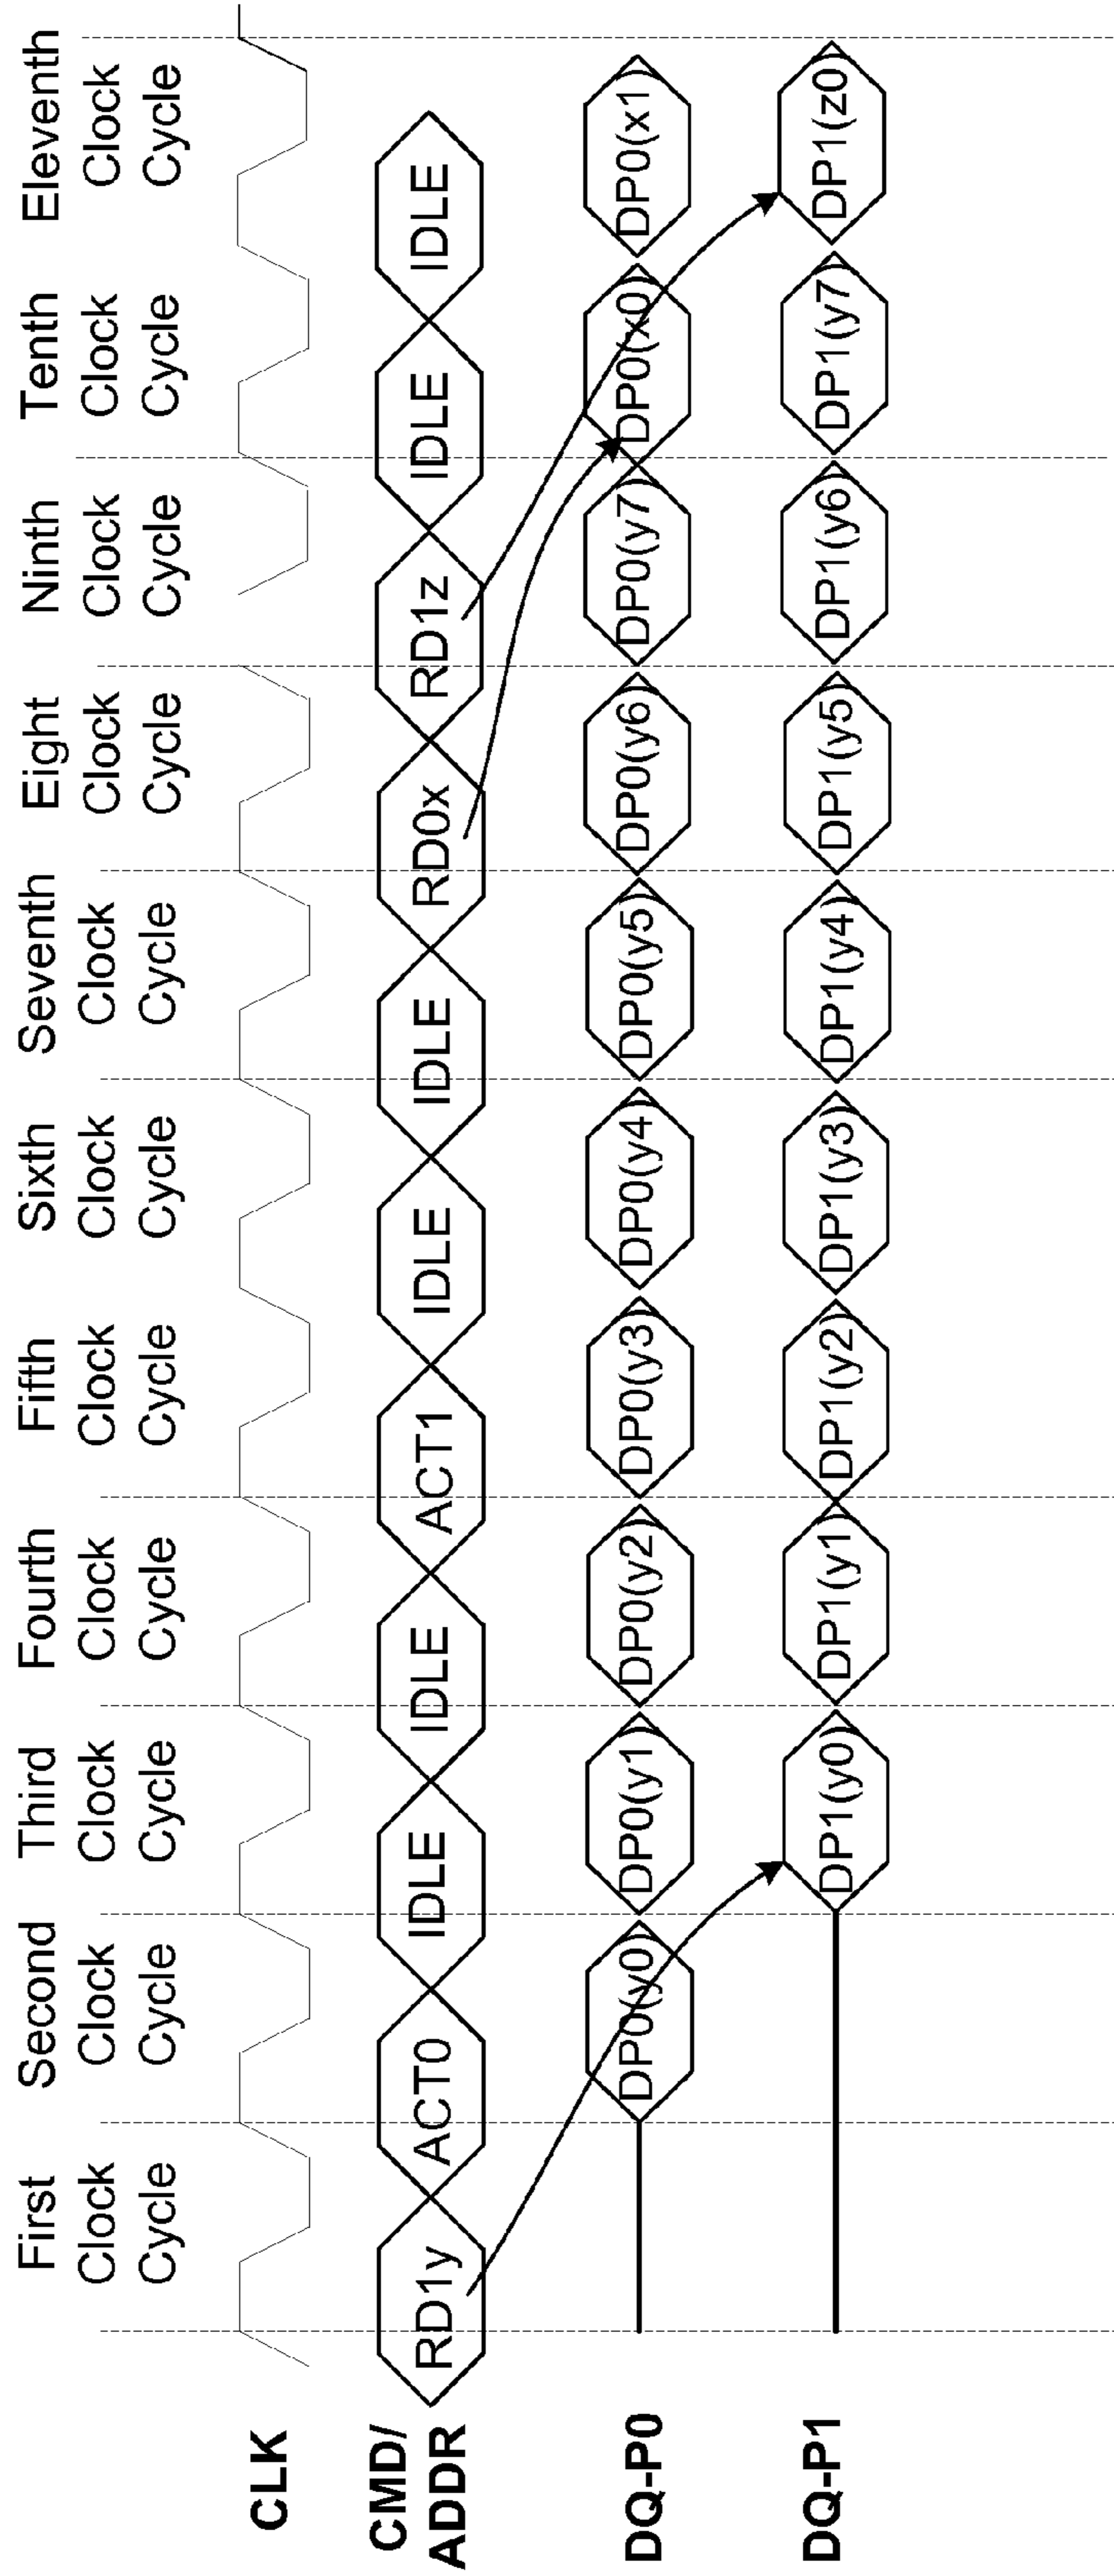 First
Clock
Cycle
Second
Clock
Cycle
Third
Clock
Cycle
Fourth
Clock
Cycle
Fifth
Clock
Cycle
Sixth
Clock
Cycle
Seventh
Clock
Cycle
Eight
Clock
Cycle
Ninth
Clock
Cycle
Tenth
Clock
Cycle
Eleventh
Clock
Cycle
CLK
CMD/
ADDR
RD1y
ACT0
IDLE
IDLE
ACT1
IDLE
IDLE
RD0x
RD1z
IDLE
IDLE
DQ-P0
DP0(y0)
DP0(y1)
DP0(y2)
DP0(y3)
DP0(y4)
DP0(y5)
DP0(y6)
DP0(y7)
DP0(x0)
DP0(x1)
DQ-P1
DP1(y0)
DP1(y1)
DP1(y2)
DP1(y3)
DP1(y4)
DP1(y5)
DP1(y6)
DP1(y7)
DP1(z0)